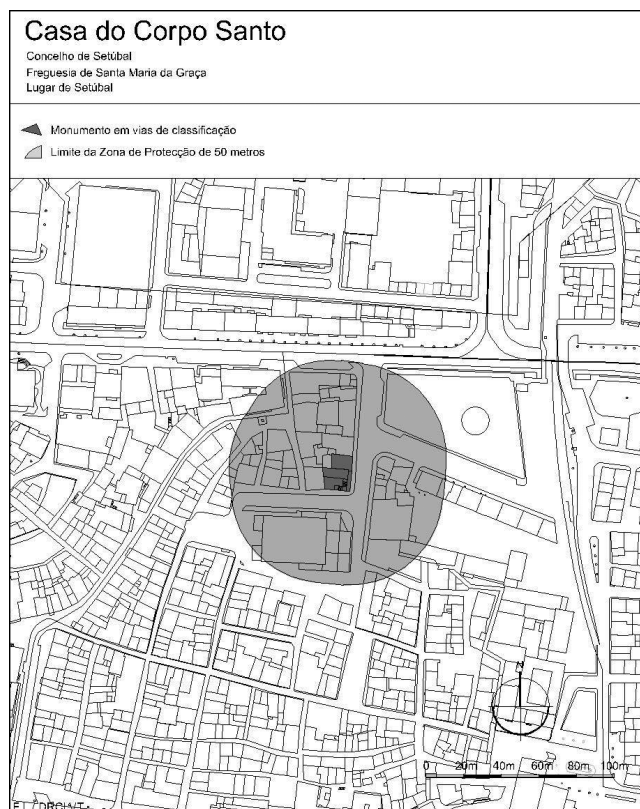 Casa do Corpo Santo
Concelho de Setúbal
Freguesia de Santa Maria da Graça
Lugar de Setúbal
Monumento em vias de classificação
Limite da Zona de Protecção de 50 metros
N
0 20m 40m 60m 80m 100m